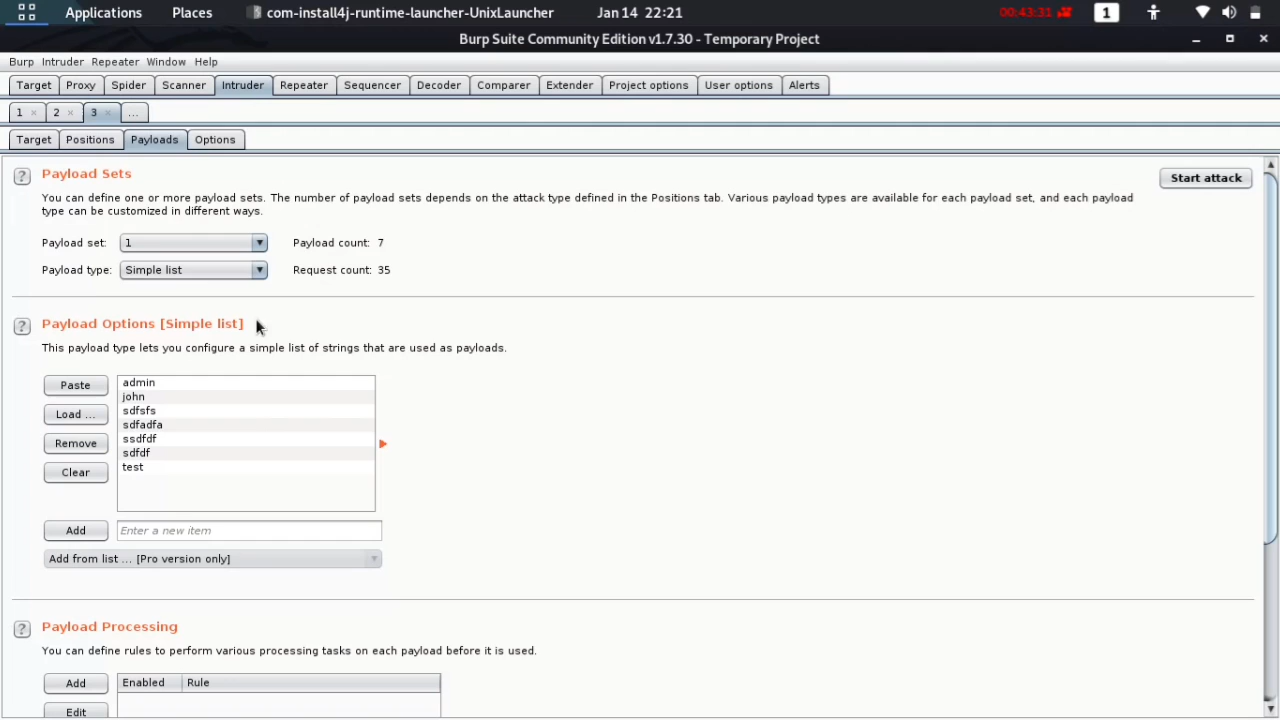 Applications Places com-install4j-runtime-launcher-UnixLauncher Jan 14 22:21 00:43:31 1
Burp Suite Community Edition v1.7.30 - Temporary Project
Burp Intruder Repeater Window Help
Target Proxy Spider Scanner Intruder Repeater Sequencer Decoder Comparer Extender Project options User options Alerts
1 × 2 × 3 × ...
Target Positions Payloads Options
? Payload Sets
Start attack
You can define one or more payload sets. The number of payload sets depends on the attack type defined in the Positions tab. Various payload types are available for each payload set, and each payload
type can be customized in different ways.
Payload set: 1 Payload count: 7
Payload type: Simple list Request count: 35
? Payload Options [Simple list]
This payload type lets you configure a simple list of strings that are used as payloads.
Paste
Load ...
Remove
Clear
admin
john
sdfsfs
sdfadfa
ssdfdf
sdfdf
test
Add Enter a new item
Add from list ... [Pro version only]
? Payload Processing
You can define rules to perform various processing tasks on each payload before it is used.
Add Enabled Rule
Edit